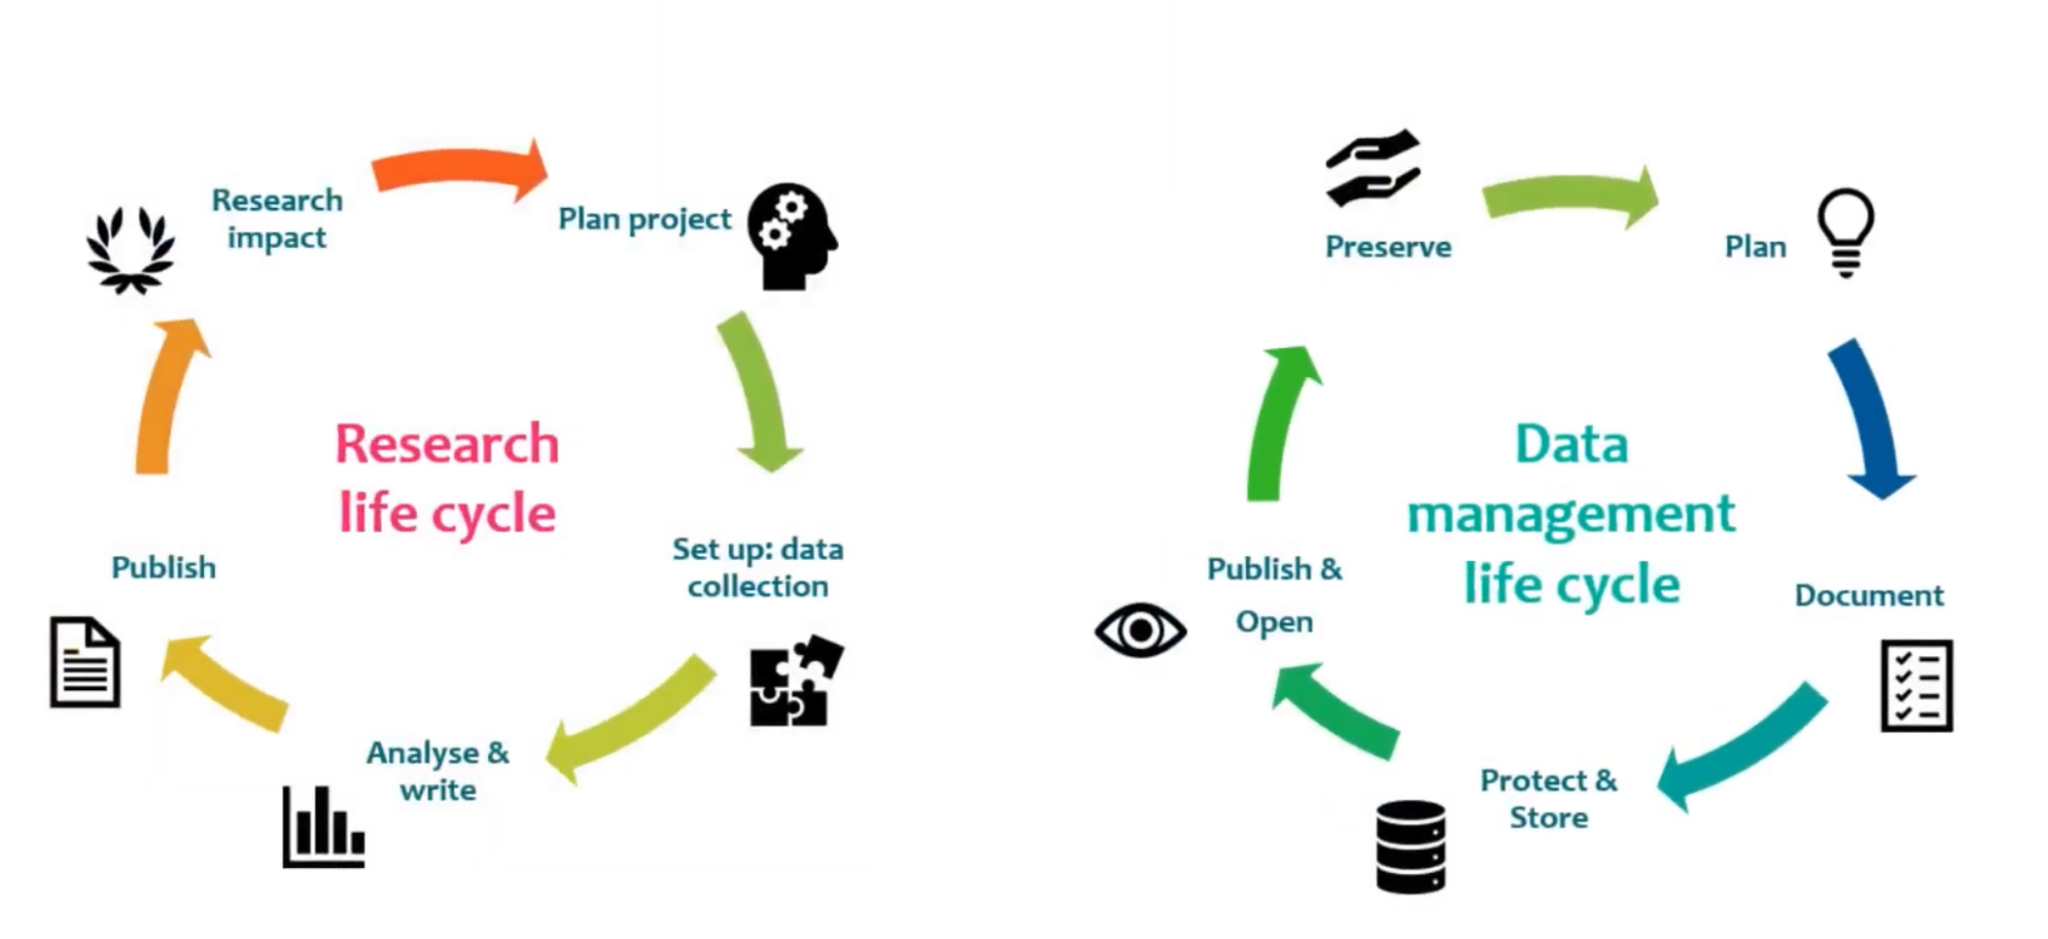 Research
impact
Plan project
Research
life cycle
Set up: data
collection
Publish
Analyse &
write
Preserve
Plan
Data
management
life cycle
Publish &
Open
Document
Protect &
Store